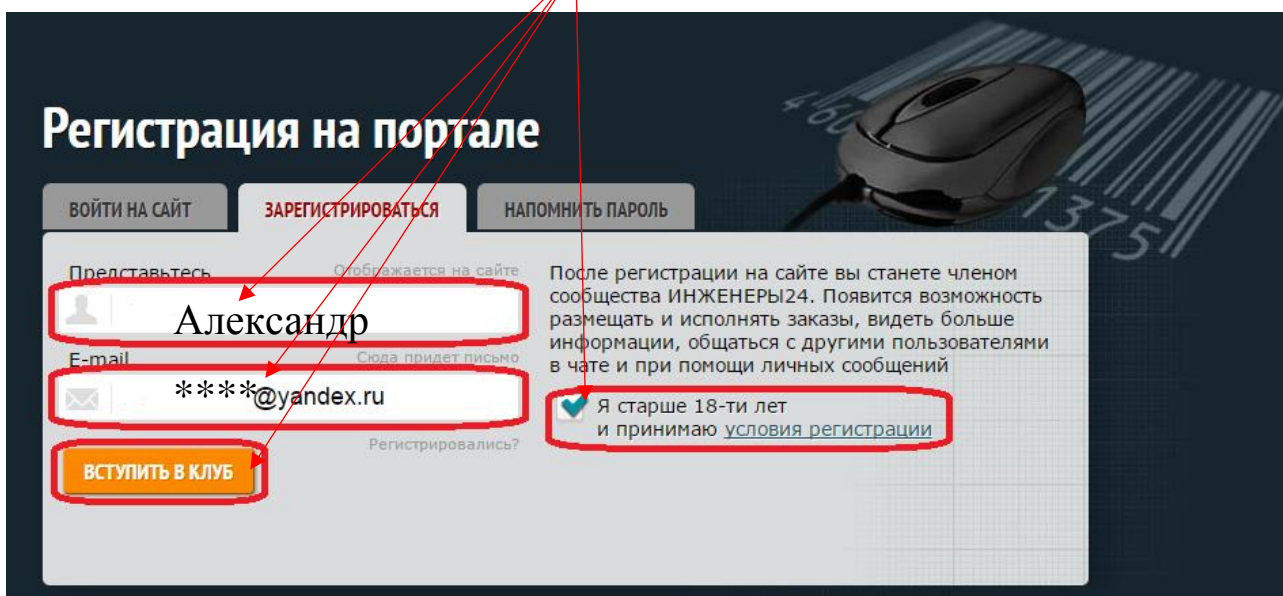 460
1375
Регистрация на портале
ВОЙТИ НА САЙТ
ЗАРЕГИСТРИРОВАТЬСЯ
НАПОМНИТЬ ПАРОЛЬ
Представьтесь
Отображается на сайте
Александр
E-mail
Сюда придет письмо
****@yandex.ru
Регистрировались?
ВСТУПИТЬ В КЛУБ
После регистрации на сайте вы станете членом
сообщества ИНЖЕНЕРЫ24. Появится возможность
размещать и исполнять заказы, видеть больше
информации, общаться с другими пользователями
в чате и при помощи личных сообщений
Я старше 18-ти лет
и принимаю условия регистрации